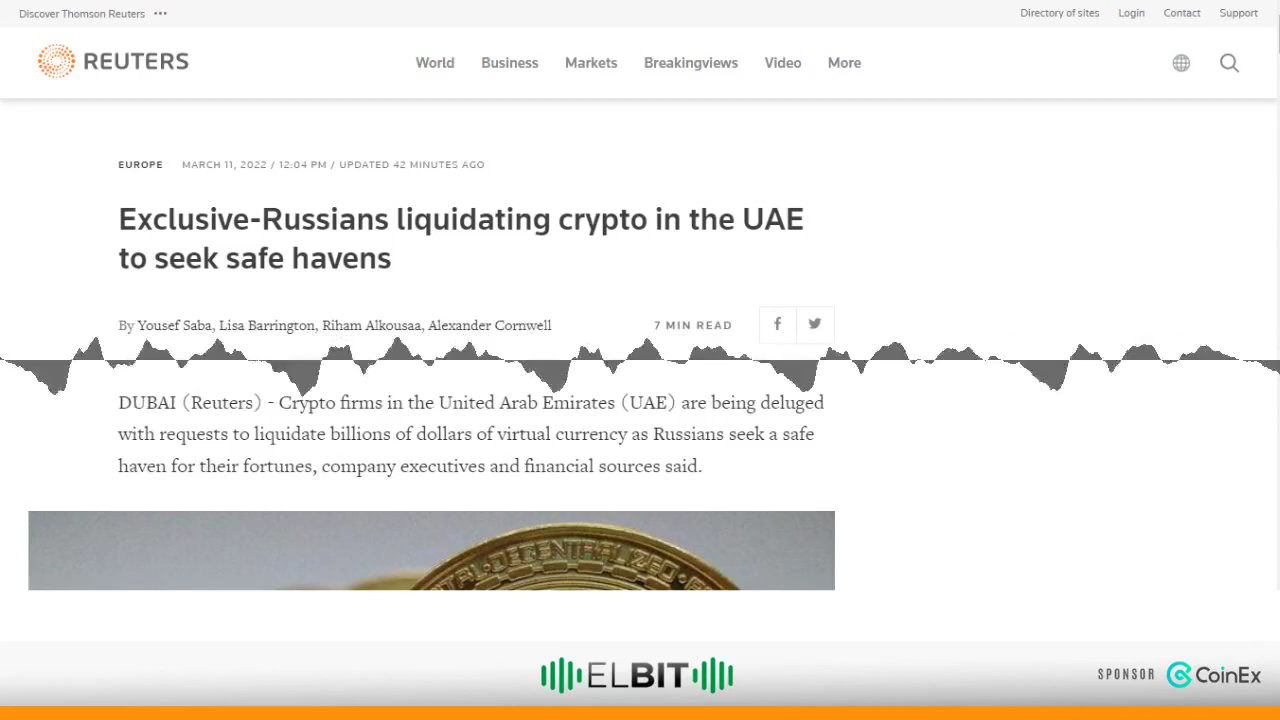 Discover Thomson Reuters •••
Directory of sites Login Contact Support
REUTERS
World Business Markets Breakingviews Video More
EUROPE MARCH 11, 2022 / 12:04 PM / UPDATED 42 MINUTES AGO
Exclusive-Russians liquidating crypto in the UAE
to seek safe havens
By Yousef Saba, Lisa Barrington, Riham Alkousaa, Alexander Cornwell
7 MIN READ
DUBAI (Reuters) - Crypto firms in the United Arab Emirates (UAE) are being deluged
with requests to liquidate billions of dollars of virtual currency as Russians seek a safe
haven for their fortunes, company executives and financial sources said.
DECENTRALIZED
ELBIT
SPONSOR CoinEx